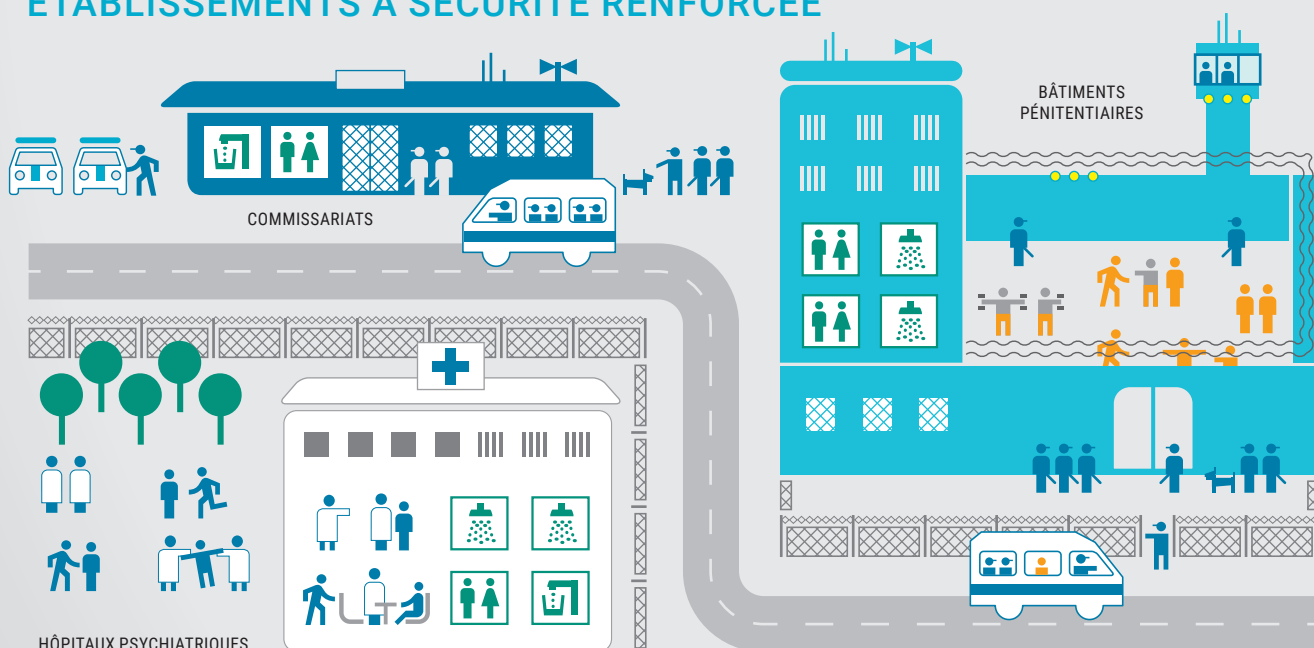 ÉTABLISSEMENTS À SÉCURITÉ RENFORCÉE
BÂTIMENTS
PÉNITENTIAIRES
COMMISSARIATS
HÔPITAUX PSYCHIATRIQUES